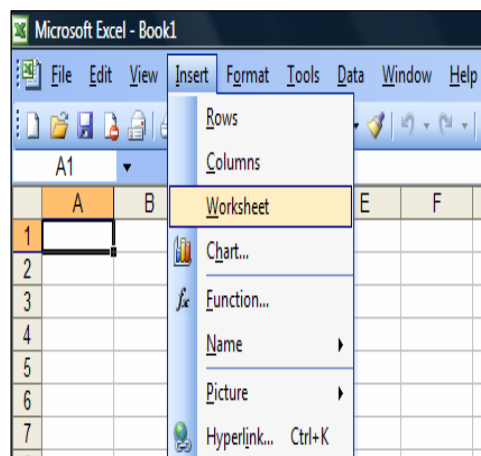 Microsoft Excel - Book1
File Edit View Insert Format Tools Data Window Help
A1
A B E F
Rows
Columns
Worksheet
Chart...
Function...
Name
Picture
Hyperlink... Ctrl+K
1
2
3
4
5
6
7